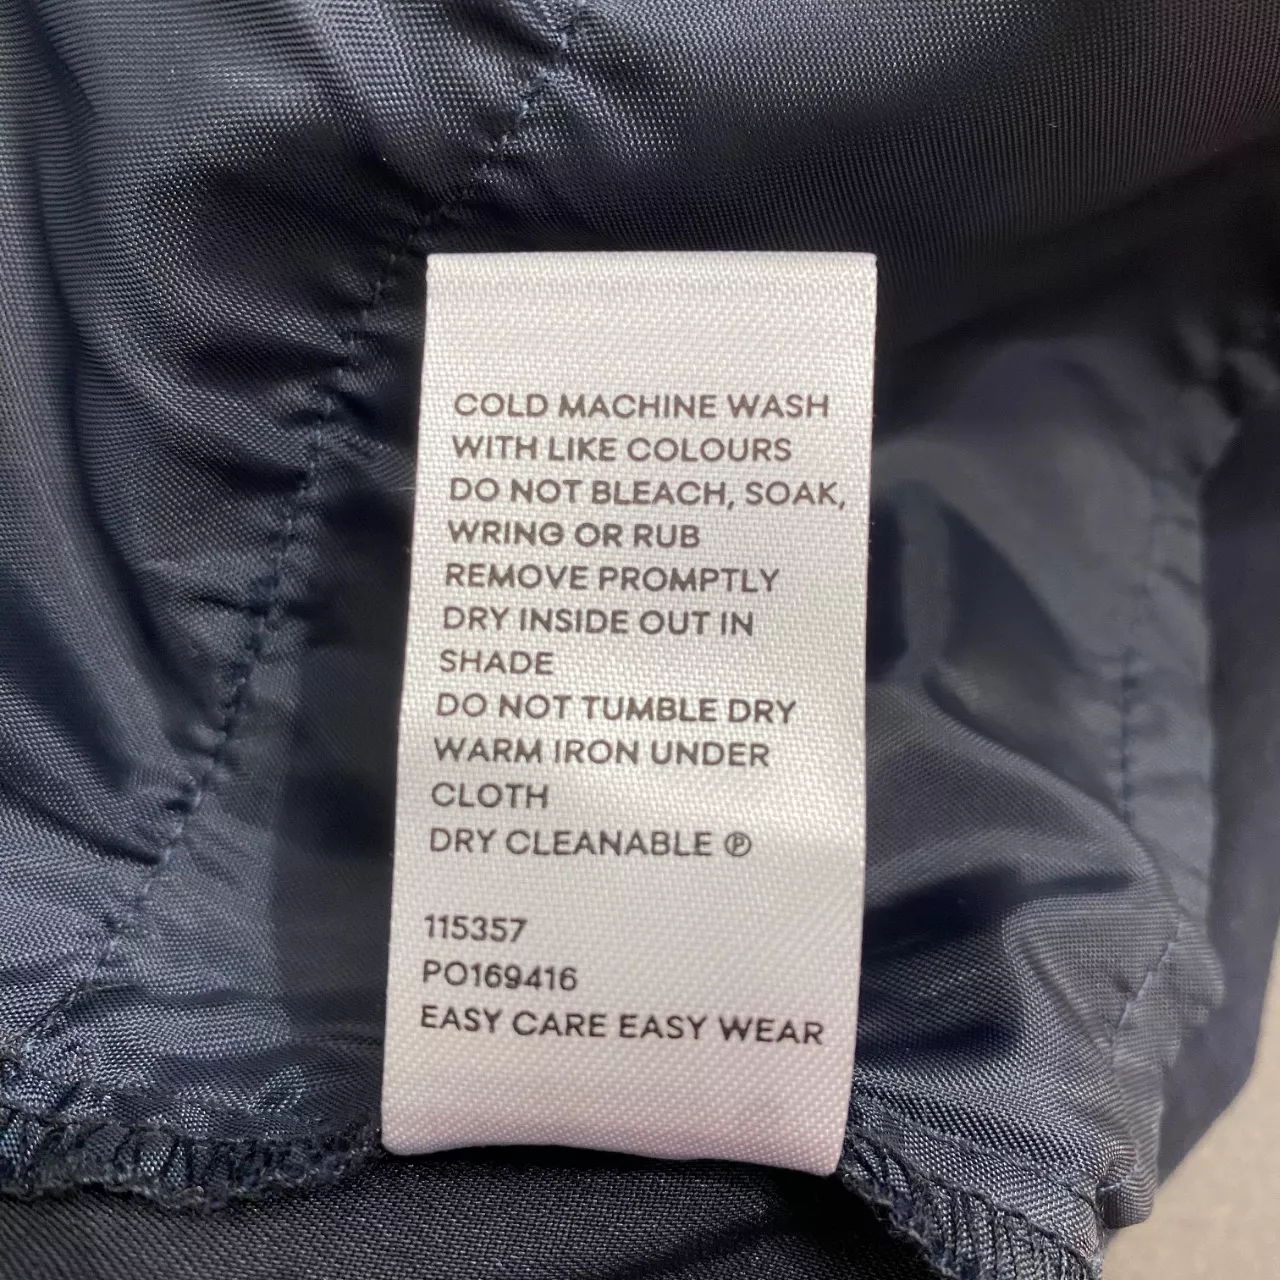 COLD MACHINE WASH
WITH LIKE COLOURS
DO NOT BLEACH, SOAK,
WRING OR RUB
REMOVE PROMPTLY
DRY INSIDE OUT IN
SHADE
DO NOT TUMBLE DRY
WARM IRON UNDER
CLOTH
DRY CLEANABLE Ⓟ
115357
PO169416
EASY CARE EASY WEAR